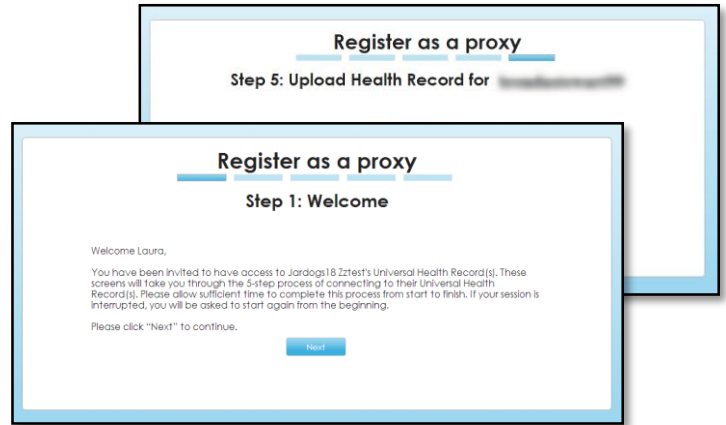 Register as a proxy
Step 5: Upload Health Record for
Register as a proxy
Step 1: Welcome
Welcome Laura,
You have been invited to have access to Jardogs18 Zztest's Universal Health Record(s). These
screens will take you through the 5-step process of connecting to their Universal Health
Record(s). Please allow sufficient time to complete this process from start to finish. If your session is
interrupted, you will be asked to start again from the beginning.
Please click "Next" to continue.
Next